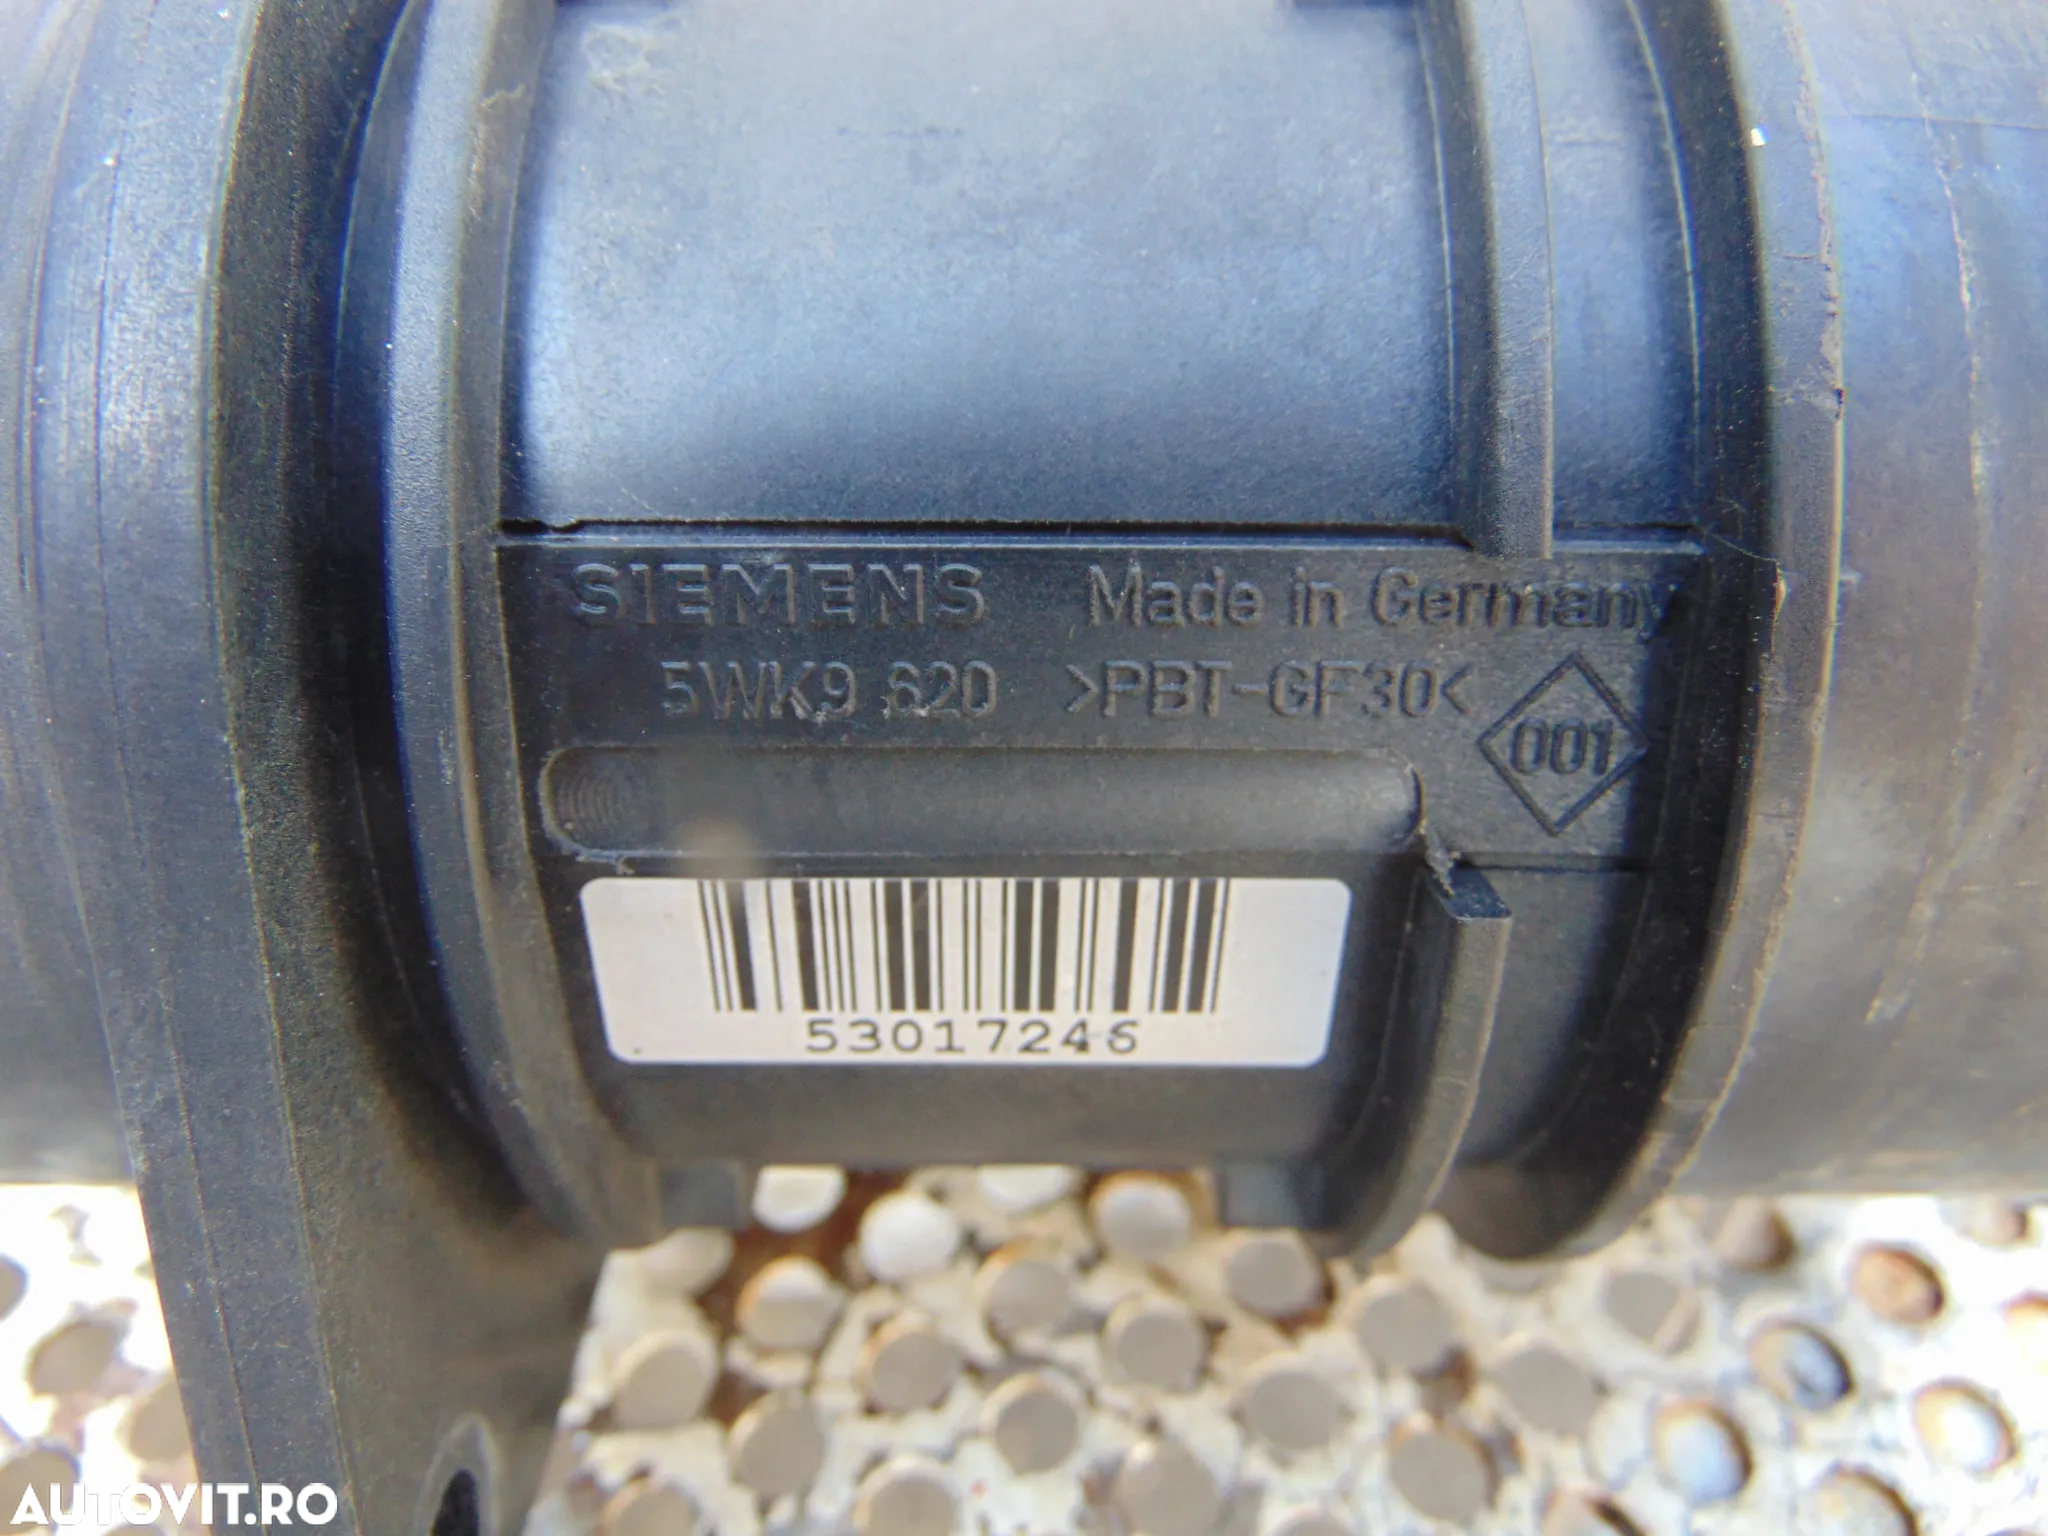 SIEMENS Made in Germany
5WK9 620 >PBT-GF30<
001
53017246
AUTOVIT.RO